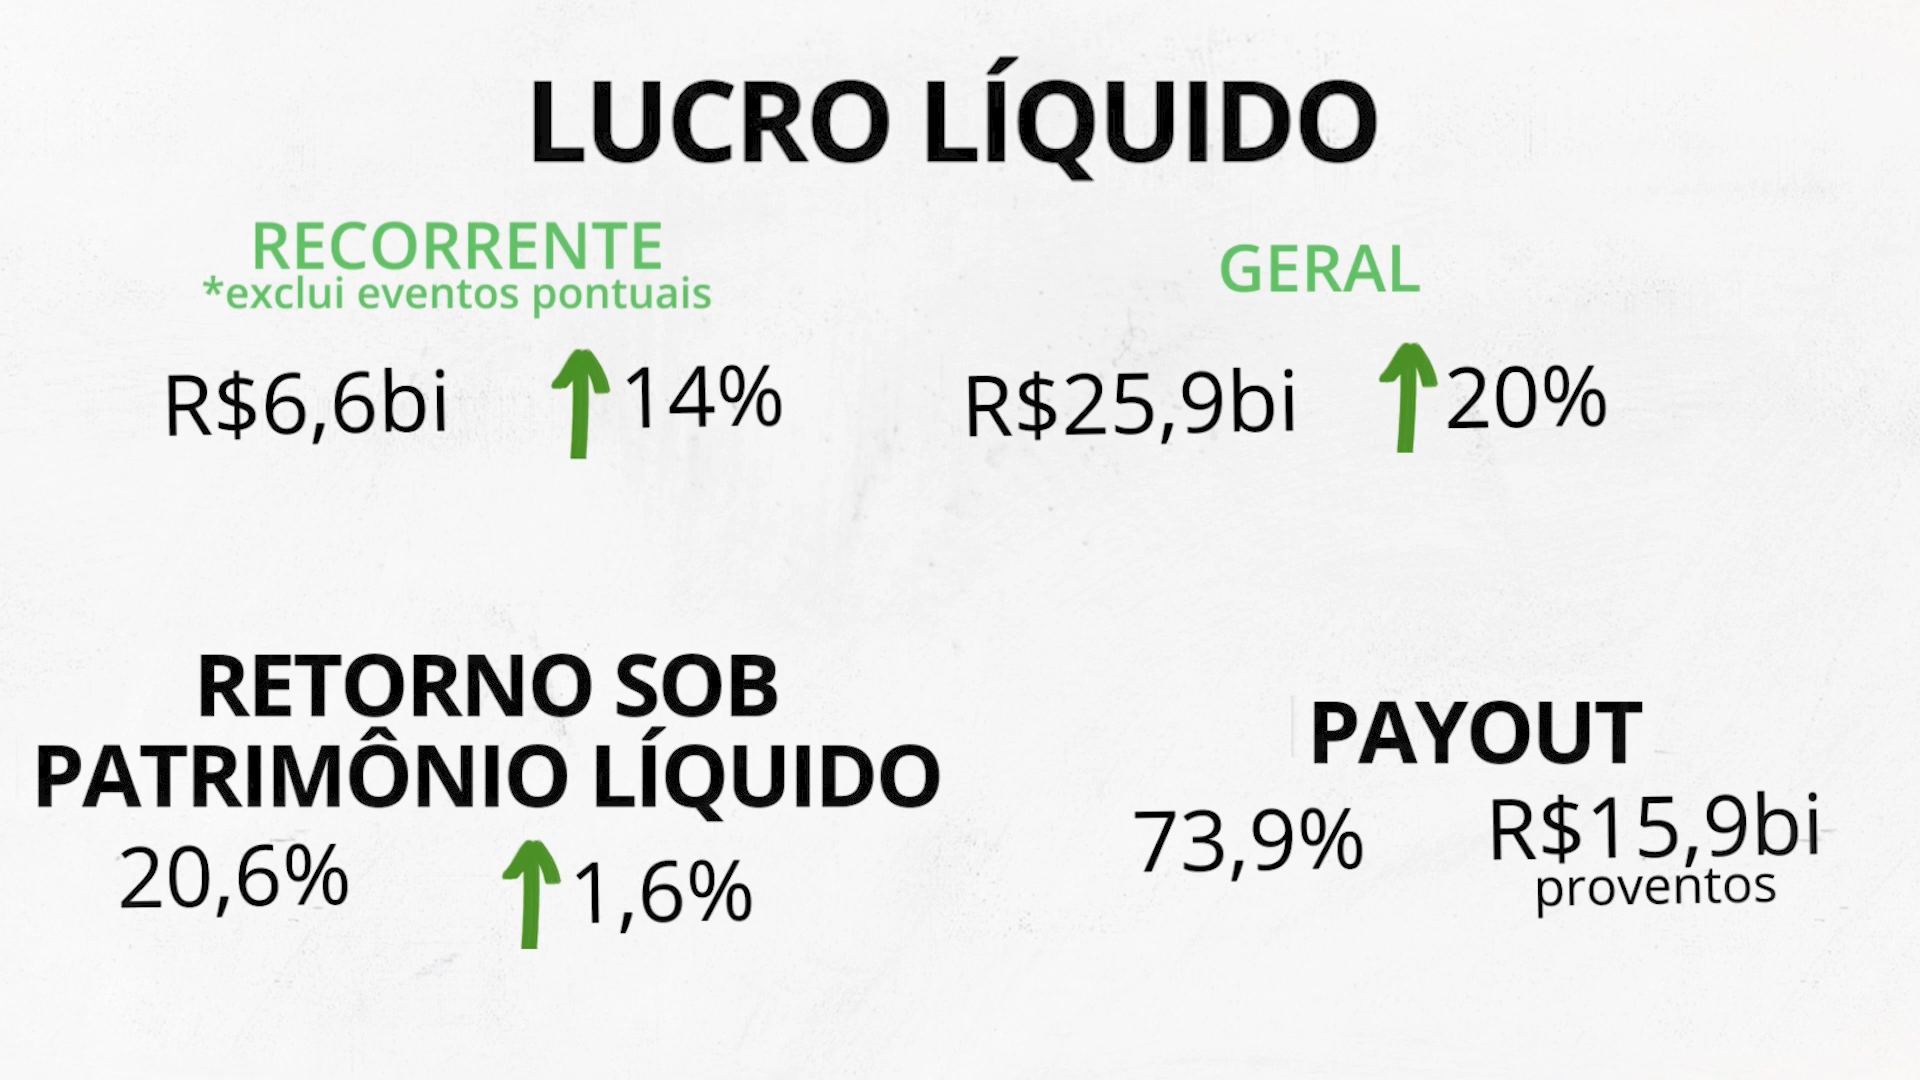 LUCRO LÍQUIDO
RECORRENTE
*exclui eventos pontuais
R$6,6bi 14%
GERAL
R$25,9bi 20%
RETORNO SOB
PATRIMÔNIO LÍQUIDO
20,6% 1,6%
PAYOUT
73,9% R$15,9bi
proventos